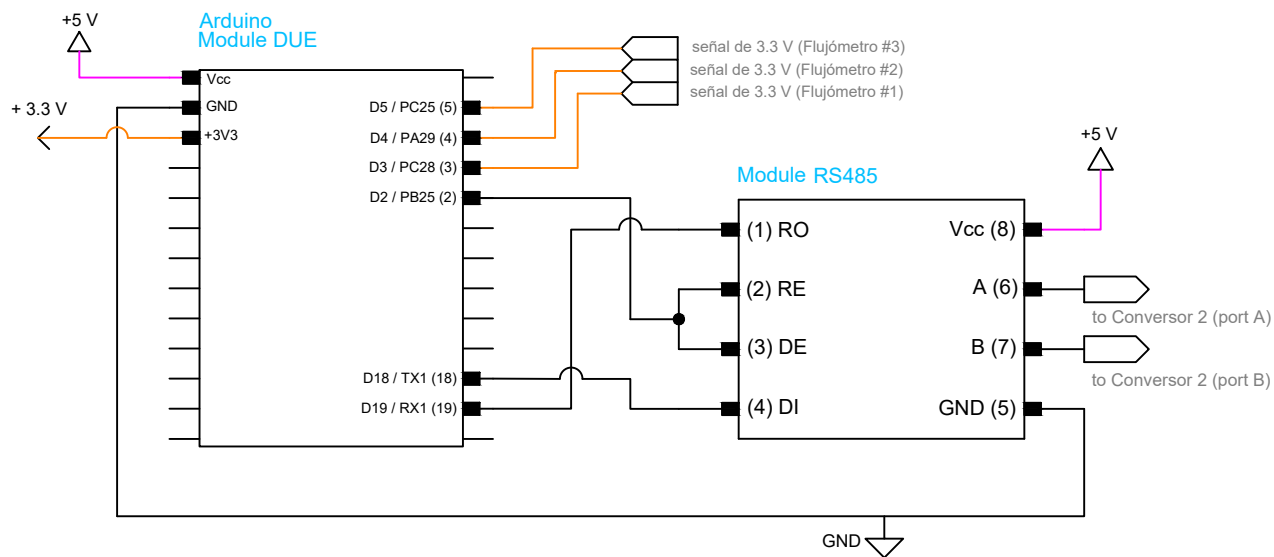 +5 V
Arduino
Module DUE
Vcc
GND
+3V3
+ 3.3 V
D5 / PC25 (5)
D4 / PA29 (4)
D3 / PC28 (3)
D2 / PB25 (2)
D18 / TX1 (18)
D19 / RX1 (19)
señal de 3.3 V (Flujómetro #3)
señal de 3.3 V (Flujómetro #2)
señal de 3.3 V (Flujómetro #1)
Module RS485
(1) RO
(2) RE
(3) DE
(4) DI
Vcc (8)
A (6)
B (7)
GND (5)
+5 V
to Conversor 2 (port A)
to Conversor 2 (port B)
GND